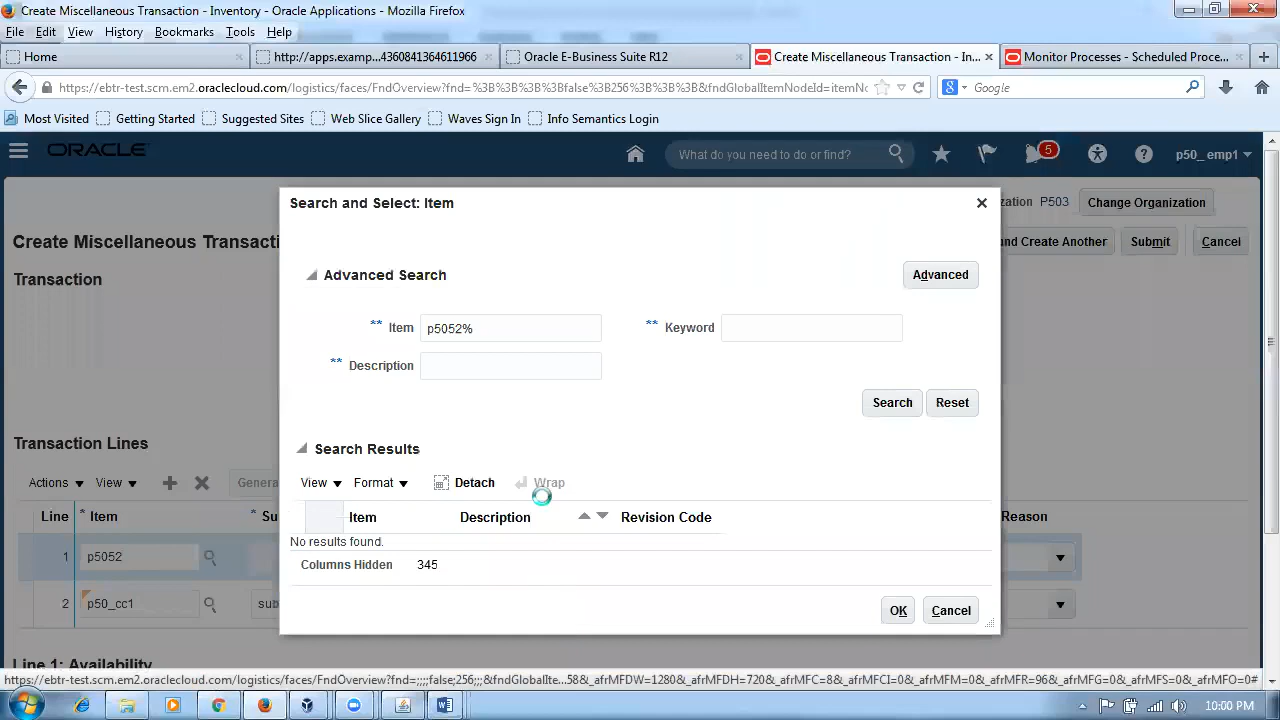 Create Miscellaneous Transaction - Inventory - Oracle Applications - Mozilla Firefox
File Edit View History Bookmarks Tools Help
Home
http://apps.examp...4360841364611966
Oracle E-Business Suite R12
Create Miscellaneous Transaction - In...
Monitor Processes - Scheduled Proce...
https://ebtr-test.scm.em2.oraclecloud.com/logistics/faces/FndOverview?fnd=%3B%3B%3B%3Bfalse%3B256%3B%3B%3B&fndGlobalItemNodeId=itemNo
Google
Most Visited Getting Started Suggested Sites Web Slice Gallery Waves Sign In Info Semantics Login
ORACLE
What do you need to do or find?
5
p50_emp1
Search and Select: Item
zation P503 Change Organization
Create Miscellaneous Transacti
nd Create Another Submit Cancel
Transaction
Advanced Search
Advanced
** Item p5052%
** Keyword
** Description
Search Reset
Transaction Lines
Search Results
Actions View Genera
View Format Detach Wrap
Line * Item * Su
Item Description Revision Code
Reason
No results found.
1 p5052
Columns Hidden 345
2 p50_cc1 sub
OK Cancel
Line 1: Availability
https://ebtr-test.scm.em2.oraclecloud.com/logistics/faces/FndOverview?fnd=;;;;false;256;;;&fndGlobalIte...58&_afrMFDW=1280&_afrMFDH=720&_afrMFC=8&_afrMFCI=0&_afrMFM=0&_afrMFR=96&_afrMFG=0&_afrMFS=0&_afrMFO=0#
10:00 PM